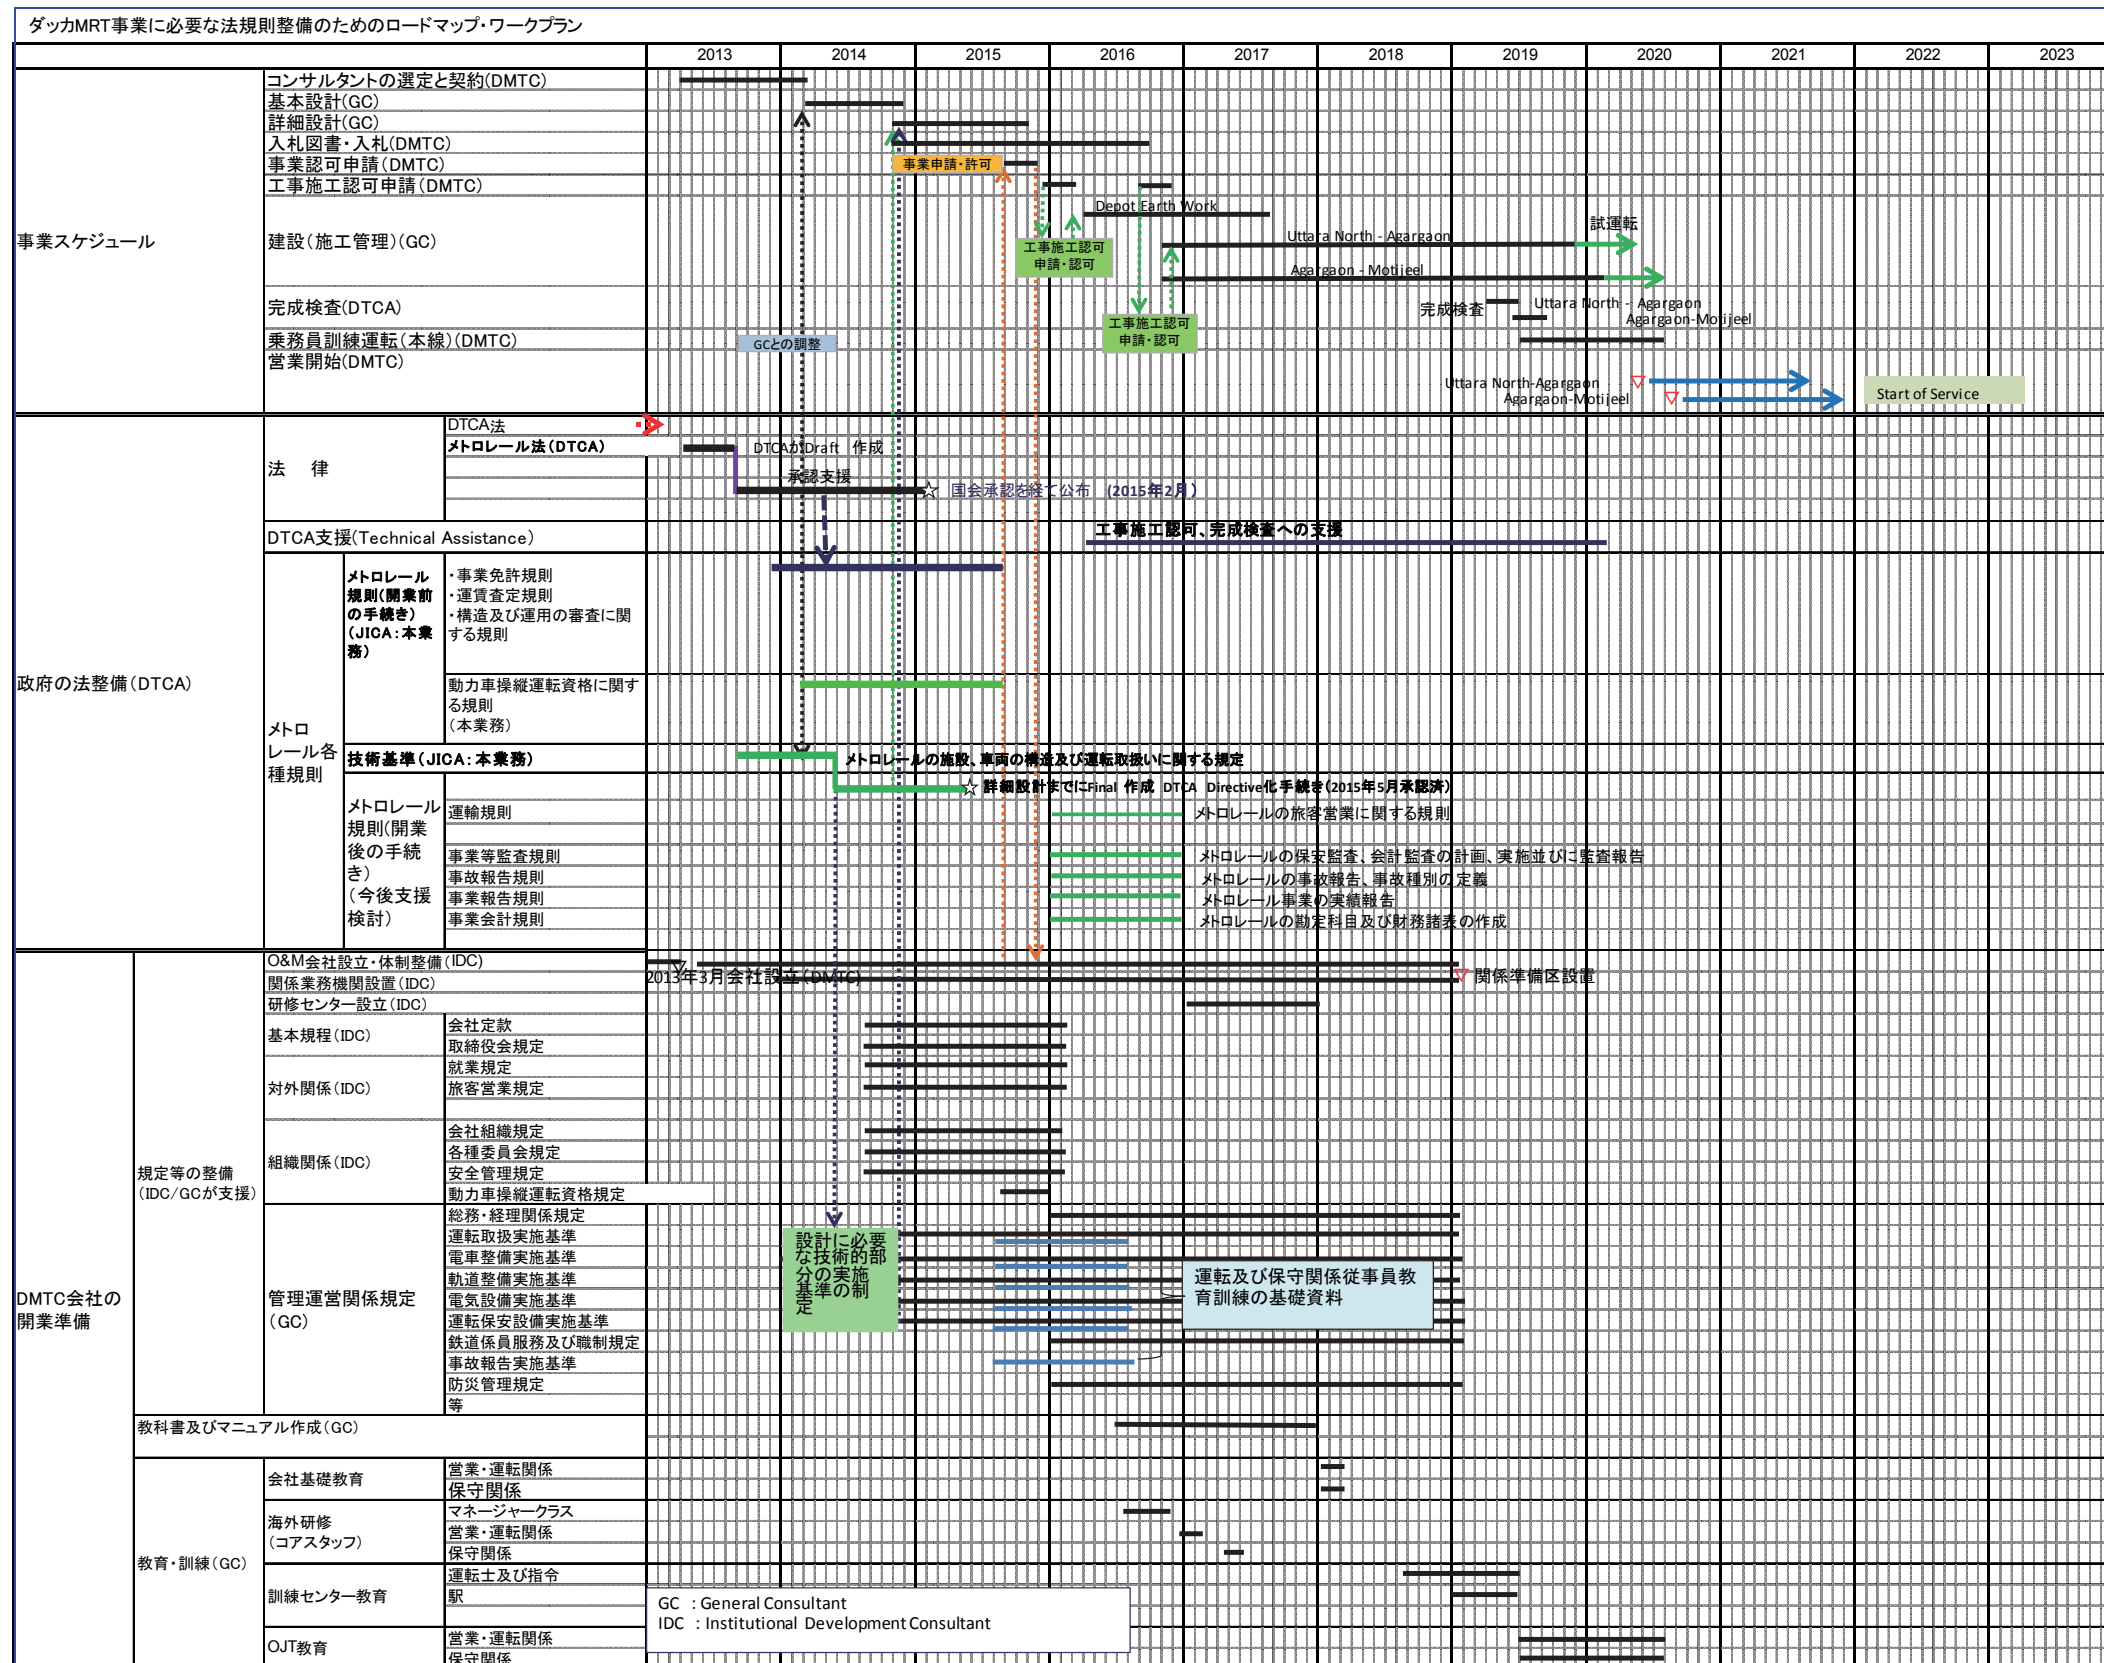 ダッカMRT事業に必要な法規則整備のためのロードマップ・ワークプラン
2013 2014 2015 2016 2017 2018 2019 2020 2021 2022 2023
事業スケジュール
コンサルタントの選定と契約(DMTC)
基本設計(GC)
詳細設計(GC)
入札図書・入札(DMTC)
事業認可申請(DMTC)
事業申請・許可
工事施工認可申請(DMTC)
建設(施工管理)(GC)
Depot Earth Work
Uttara North - Agargaon
試運転
Agargaon - Motijeel
工事施工認可
申請・認可
完成検査(DTCA)
完成検査
Uttara North - Agargaon
Agargaon-Motijeel
工事施工認可
申請・認可
乗務員訓練運転(本線)(DMTC)
GCとの調整
営業開始(DMTC)
Uttara North-Agargaon
Agargaon-Motijeel
Start of Service
政府の法整備(DTCA)
法 律
DTCA法
メトロレール法(DTCA)
DTCAがDraft 作成
承認支援
国会承認を経て公布 (2015年2月)
DTCA支援(Technical Assistance)
工事施工認可、完成検査への支援
メトロ
レール各
種規則
メトロレール
規則(開業前
の手続き)
(JICA:本業
務)
・事業免許規則
・運賃査定規則
・構造及び運用の審査に関
する規則
動力車操縦運転資格に関す
る規則
(本業務)
技術基準(JICA:本業務)
メトロレールの施設、車両の構造及び運転取扱いに関する規定
☆ 詳細設計までにFinal 作成 DTCA Directive化手続き(2015年5月承認済)
メトロレール
規則(開業
後の手続
き)
(今後支援
検討)
運輸規則
メトロレールの旅客営業に関する規則
事業等監査規則
メトロレールの保安監査、会計監査の計画、実施並びに監査報告
事故報告規則
メトロレールの事故報告、事故種別の定義
事業報告規則
メトロレール事業の実績報告
事業会計規則
メトロレールの勘定科目及び財務諸表の作成
DMTC会社の
開業準備
規定等の整備
(IDC/GCが支援)
O&M会社設立・体制整備(IDC)
2013年3月会社設立(DMTC)
関係業務機関設置(IDC)
関係準備区設置
研修センター設立(IDC)
基本規程(IDC)
会社定款
取締役会規定
対外関係(IDC)
就業規定
旅客営業規定
組織関係(IDC)
会社組織規定
各種委員会規定
安全管理規定
動力車操縦運転資格規定
管理運営関係規定
(GC)
総務・経理関係規定
運転取扱実施基準
電車整備実施基準
軌道整備実施基準
電気設備実施基準
運転保安設備実施基準
鉄道係員服務及び職制規定
事故報告実施基準
防災管理規定
等
設計に必要
な技術的部
分の実施
基準の制
定
運転及び保守関係従事員教
育訓練の基礎資料
教科書及びマニュアル作成(GC)
教育・訓練(GC)
会社基礎教育
営業・運転関係
保守関係
海外研修
(コアスタッフ)
マネージャークラス
営業・運転関係
保守関係
訓練センター教育
運転士及び指令
駅
GC : General Consultant
IDC : Institutional Development Consultant
OJT教育
営業・運転関係
保守関係